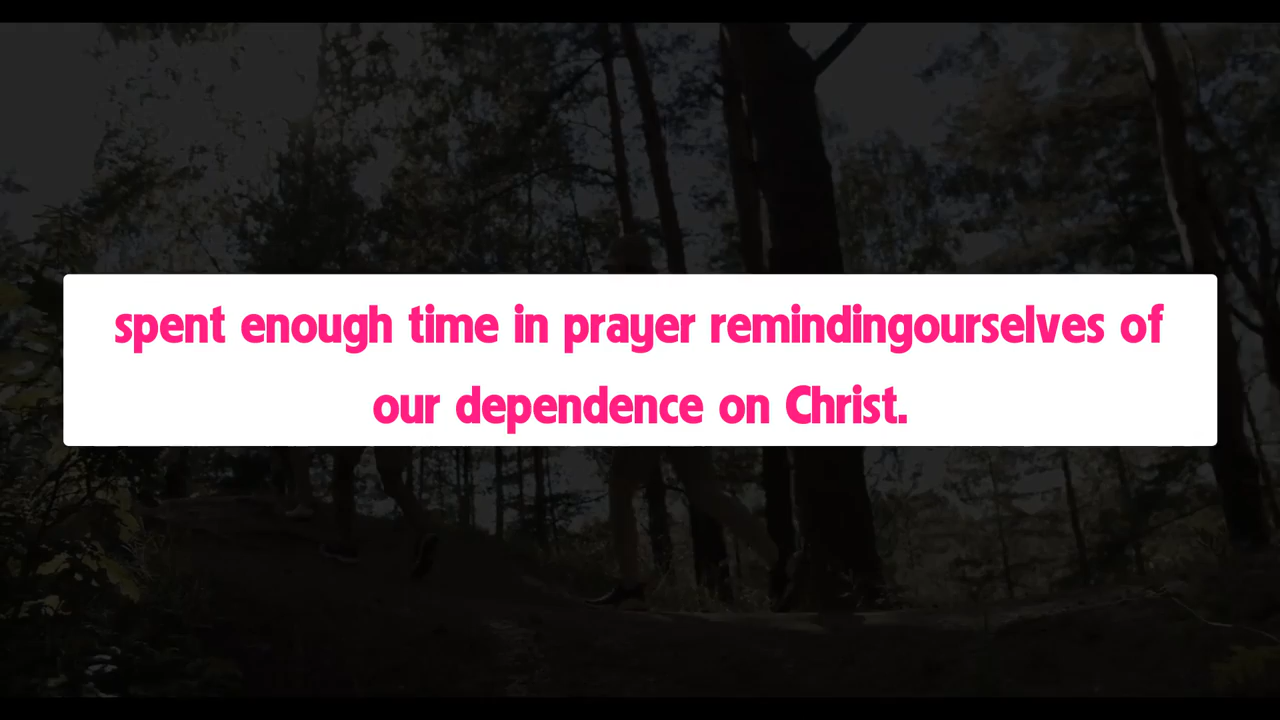 spent enough time in prayer remindingourselves of
our dependence on Christ.